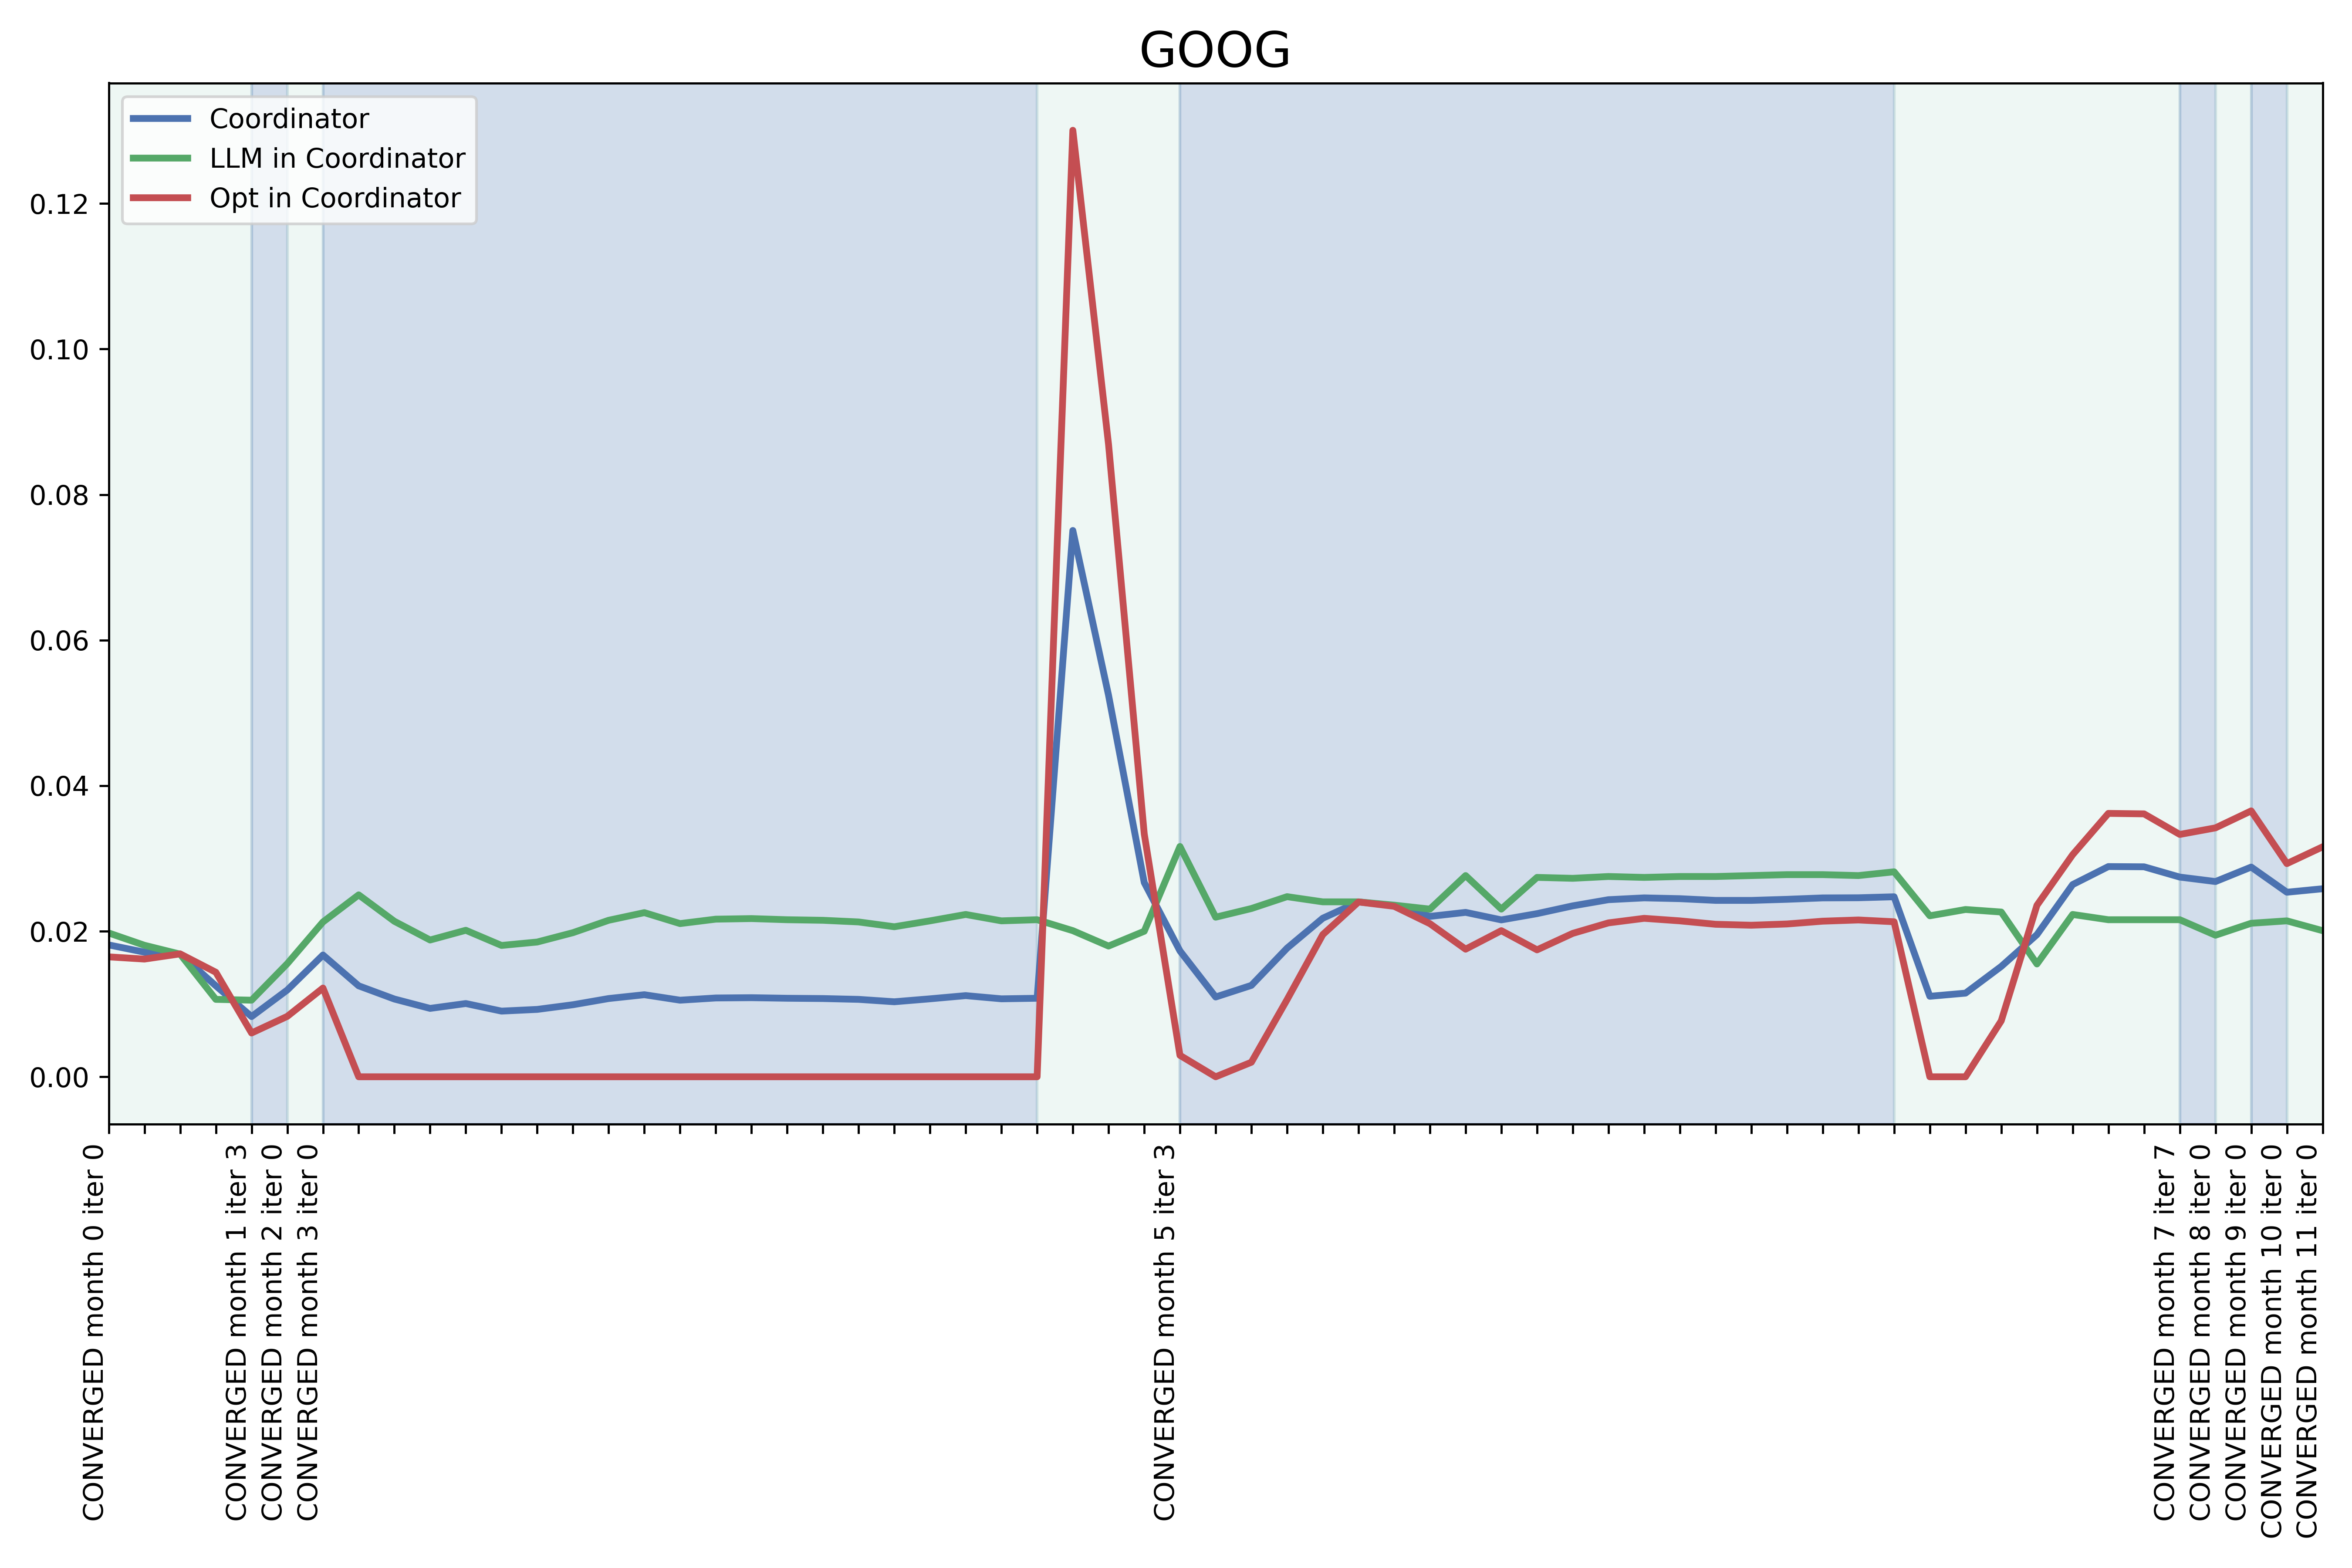 GOOG
Coordinator
LLM in Coordinator
Opt in Coordinator
0.12
0.10
0.08
0.06
0.04
0.02
0.00
CONVERGED month 0 iter 0
CONVERGED month 1 iter 3
CONVERGED month 2 iter 0
CONVERGED month 3 iter 0
CONVERGED month 5 iter 3
CONVERGED month 7 iter 7
CONVERGED month 8 iter 0
CONVERGED month 9 iter 0
CONVERGED month 10 iter 0
CONVERGED month 11 iter 0